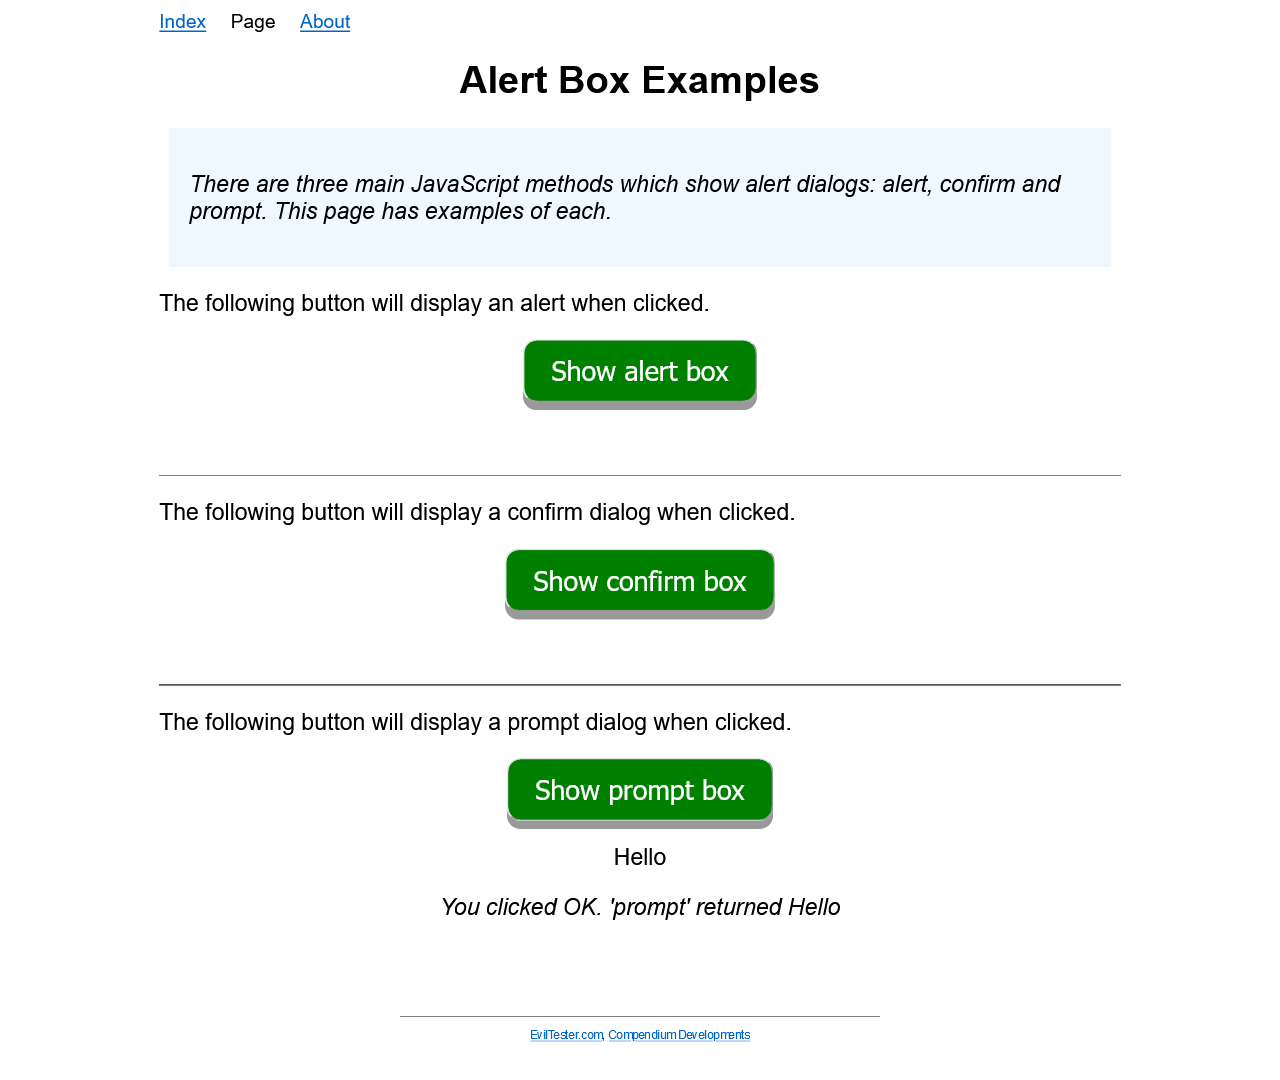 Index Page About
Alert Box Examples
There are three main JavaScript methods which show alert dialogs: alert, confirm and
prompt. This page has examples of each.
The following button will display an alert when clicked.
Show alert box
The following button will display a confirm dialog when clicked.
Show confirm box
The following button will display a prompt dialog when clicked.
Show prompt box
Hello
You clicked OK. 'prompt' returned Hello
EvilTester.com, Compendium Developments